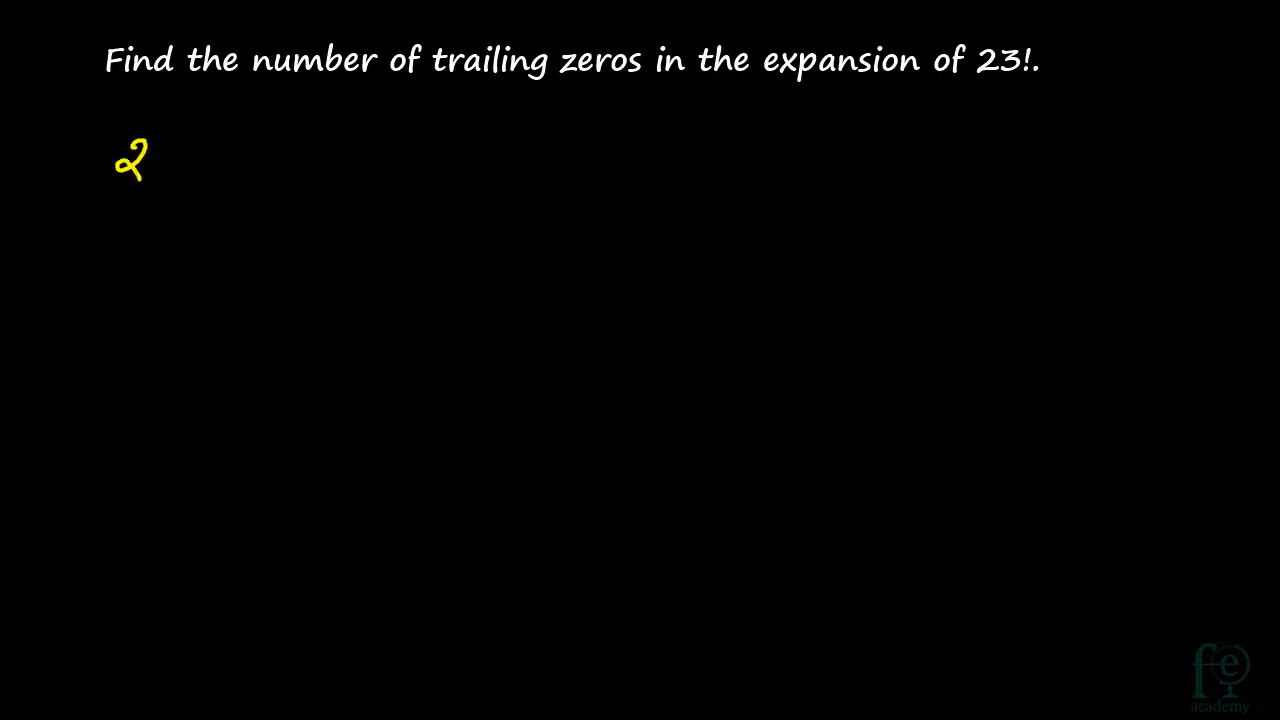 Find the number of trailing zeros in the expansion of 23!.
2
fe
academy